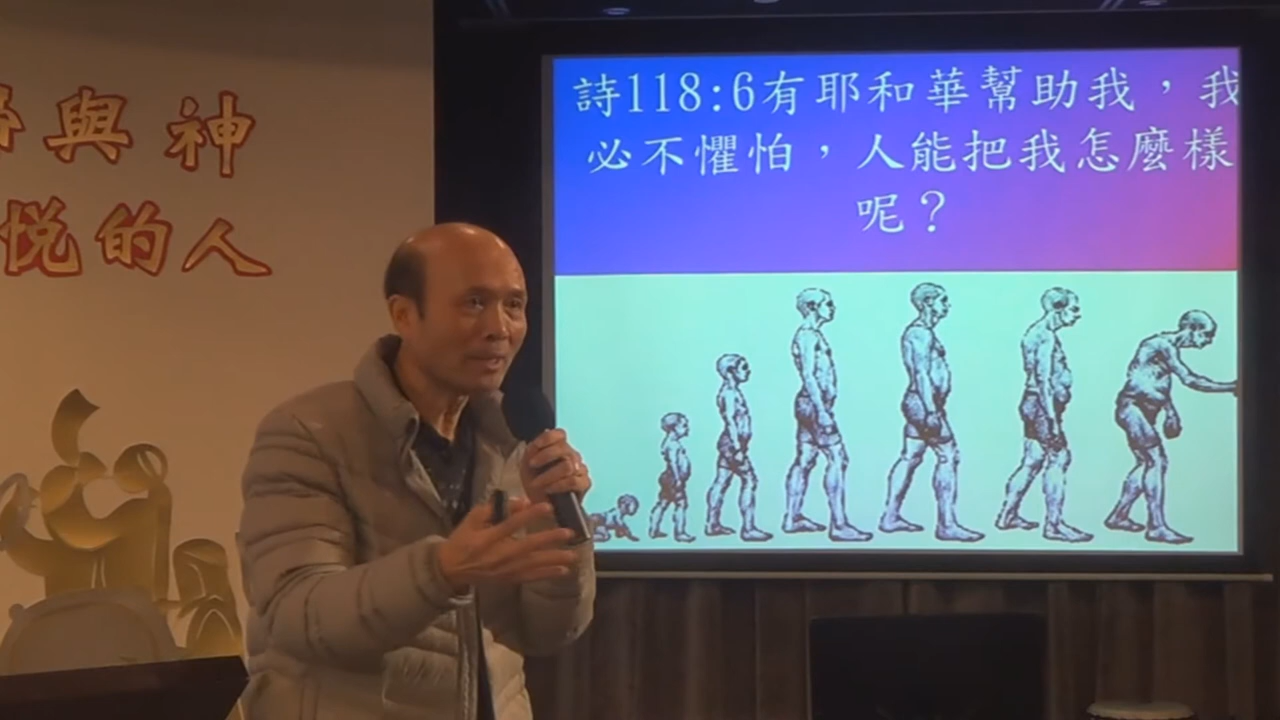 與神
悅的人
詩118:6有耶和華幫助我，我
必不懼怕，人能把我怎麼樣
呢？